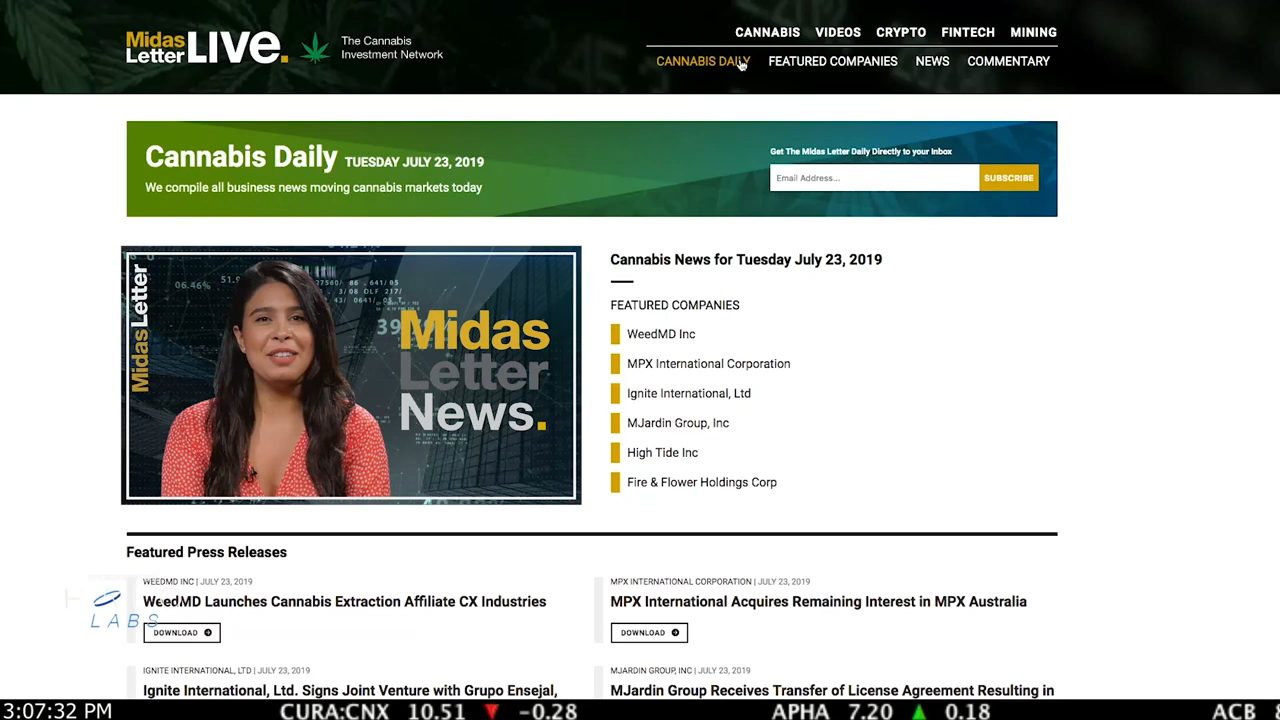 Midas
Letter LIVE.
The Cannabis
Investment Network
CANNABIS VIDEOS CRYPTO FINTECH MINING
CANNABIS DAILY FEATURED COMPANIES NEWS COMMENTARY
Cannabis Daily TUESDAY JULY 23, 2019
We compile all business news moving cannabis markets today
Get The Midas Letter Daily Directly to your Inbox
Email Address...
SUBSCRIBE
MidasLetter
06.46%
Midas
Letter
News.
Cannabis News for Tuesday July 23, 2019
FEATURED COMPANIES
WeedMD Inc
MPX International Corporation
Ignite International, Ltd
MJardin Group, Inc
High Tide Inc
Fire & Flower Holdings Corp
Featured Press Releases
WEEDMD INC | JULY 23, 2019
WeedMD Launches Cannabis Extraction Affiliate CX Industries
DOWNLOAD
MPX INTERNATIONAL CORPORATION | JULY 23, 2019
MPX International Acquires Remaining Interest in MPX Australia
DOWNLOAD
LABS
IGNITE INTERNATIONAL, LTD | JULY 23, 2019
Ignite International, Ltd. Signs Joint Venture with Grupo Ensejal,
MJARDIN GROUP, INC | JULY 23, 2019
MJardin Group Receives Transfer of License Agreement Resulting in
3:07:32 PM CURA:CNX 10.51 -0.28 APHA 7.20 0.18 ACB